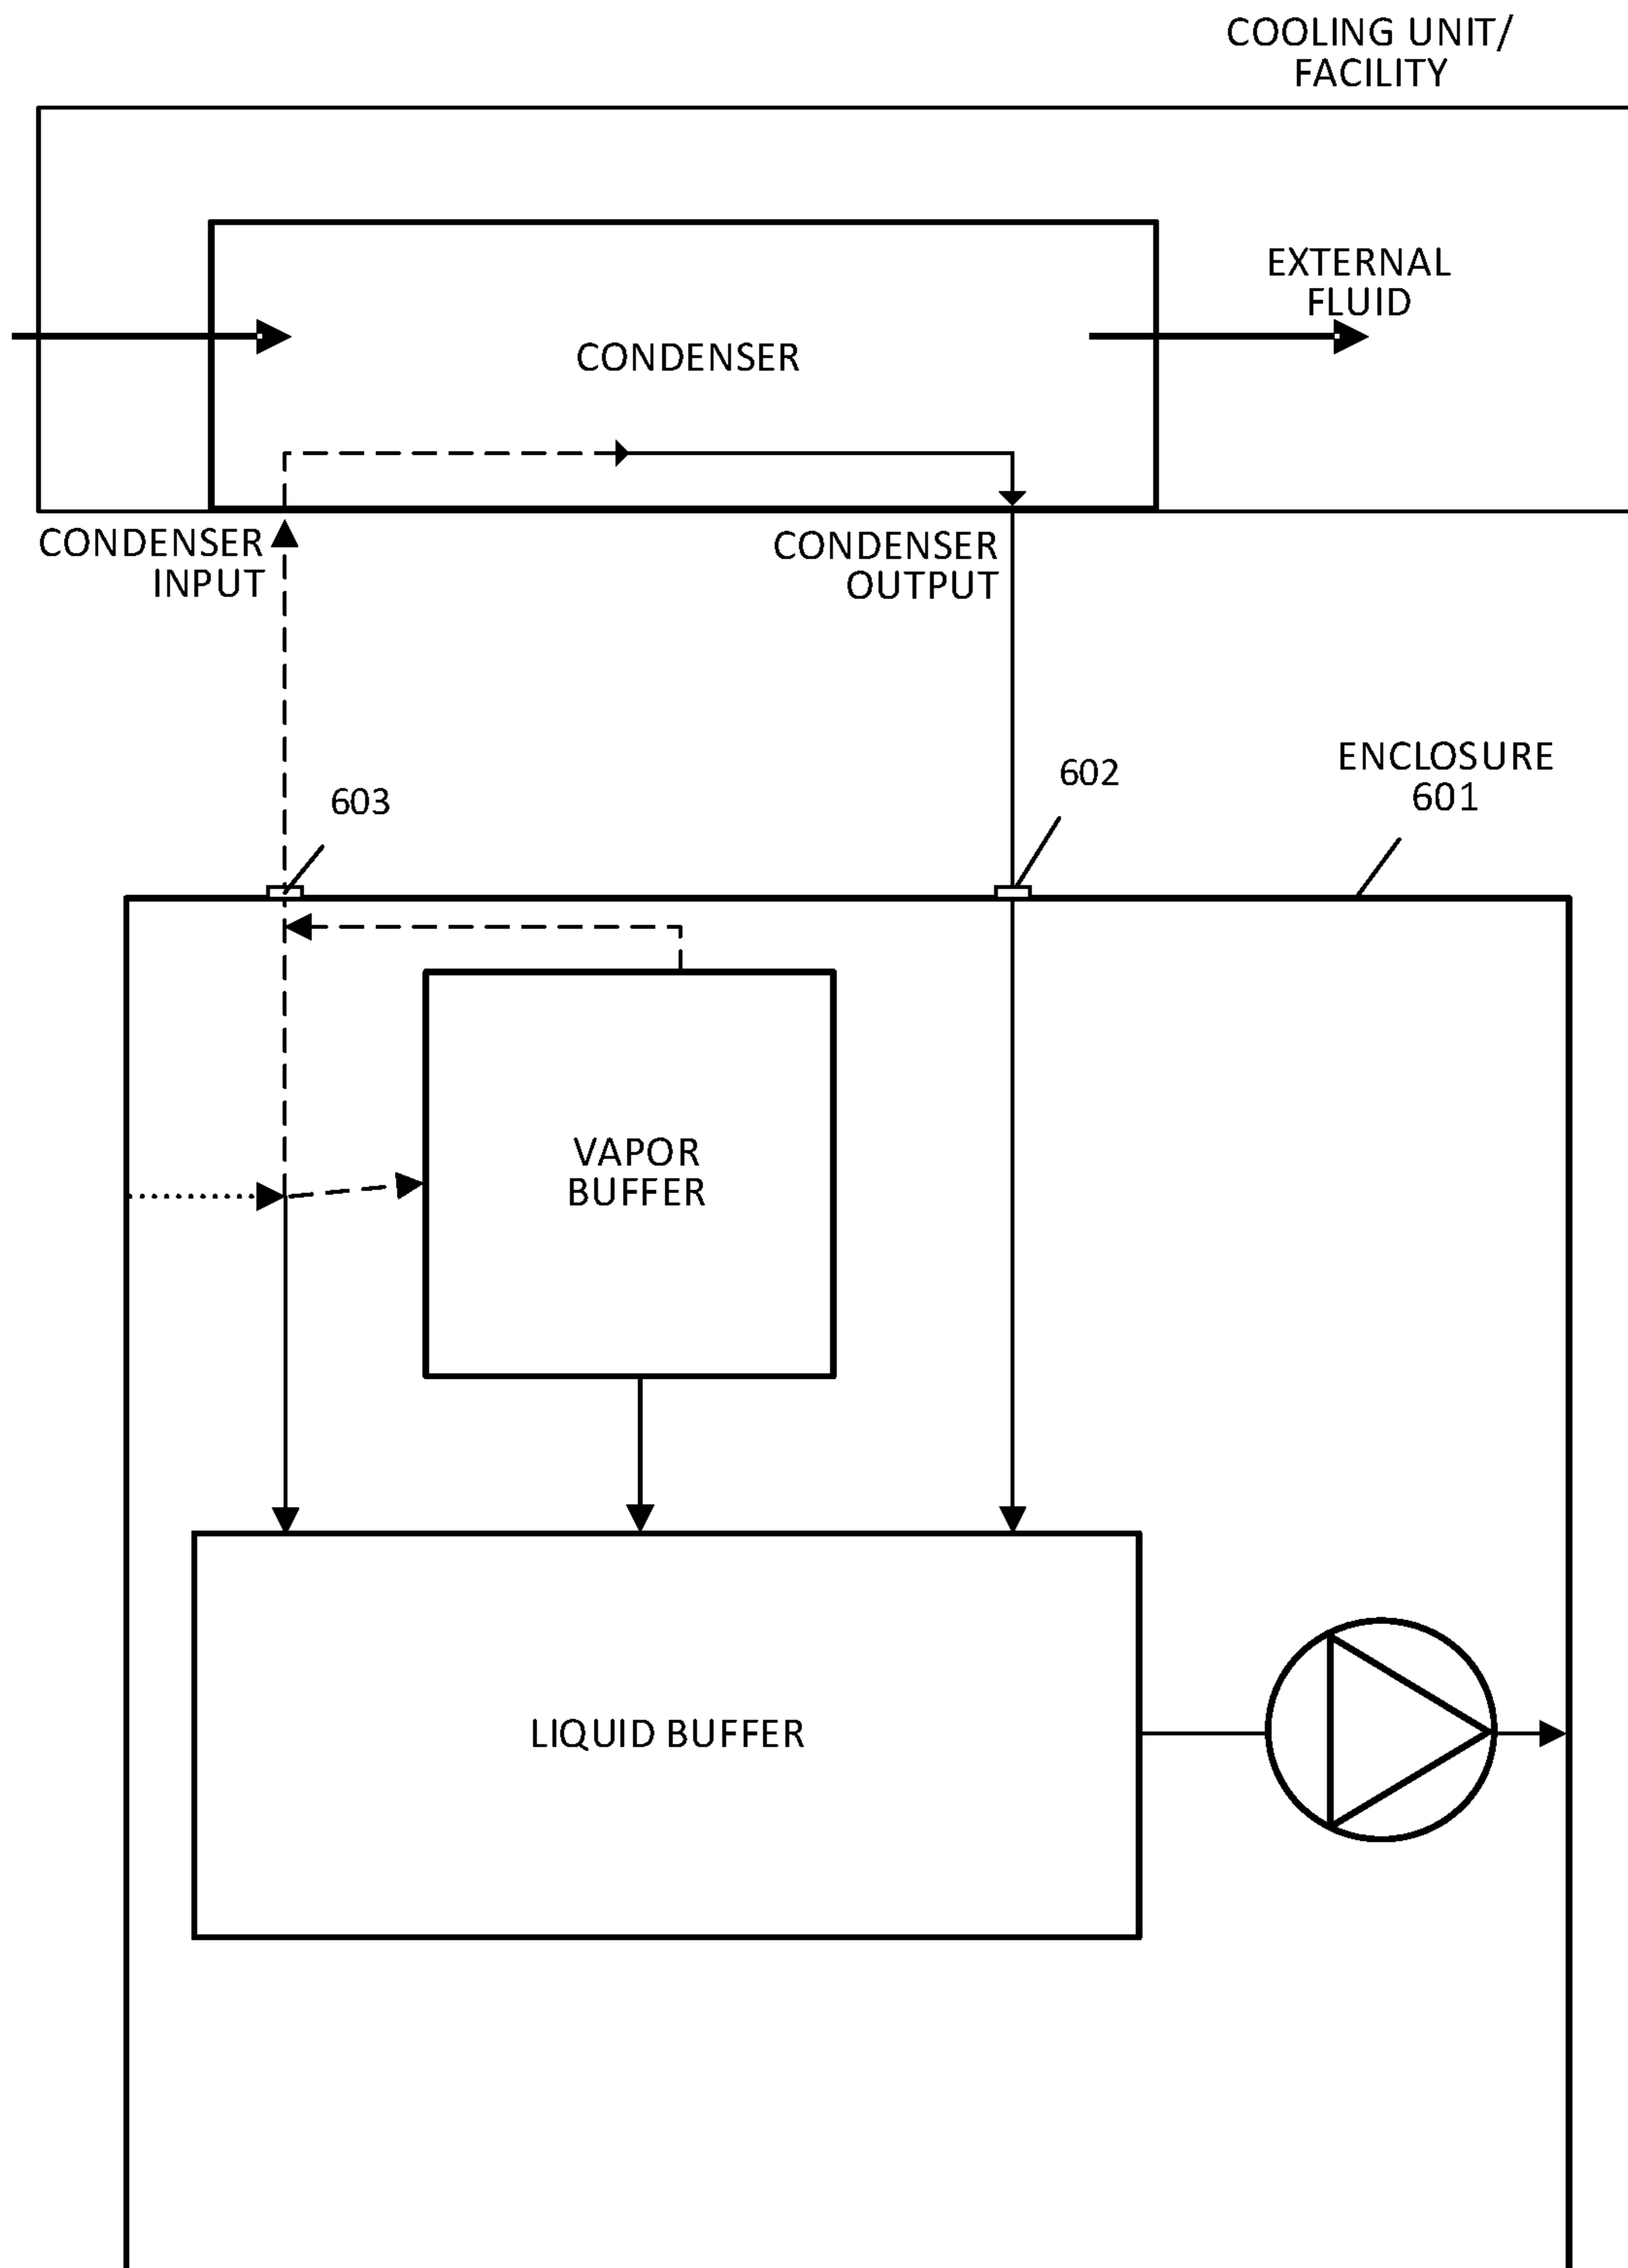 COOLING UNIT/
FACILITY
EXTERNAL
FLUID
CONDENSER
CONDENSER
INPUT
CONDENSER
OUTPUT
603
602
ENCLOSURE
601
VAPOR
BUFFER
LIQUID BUFFER